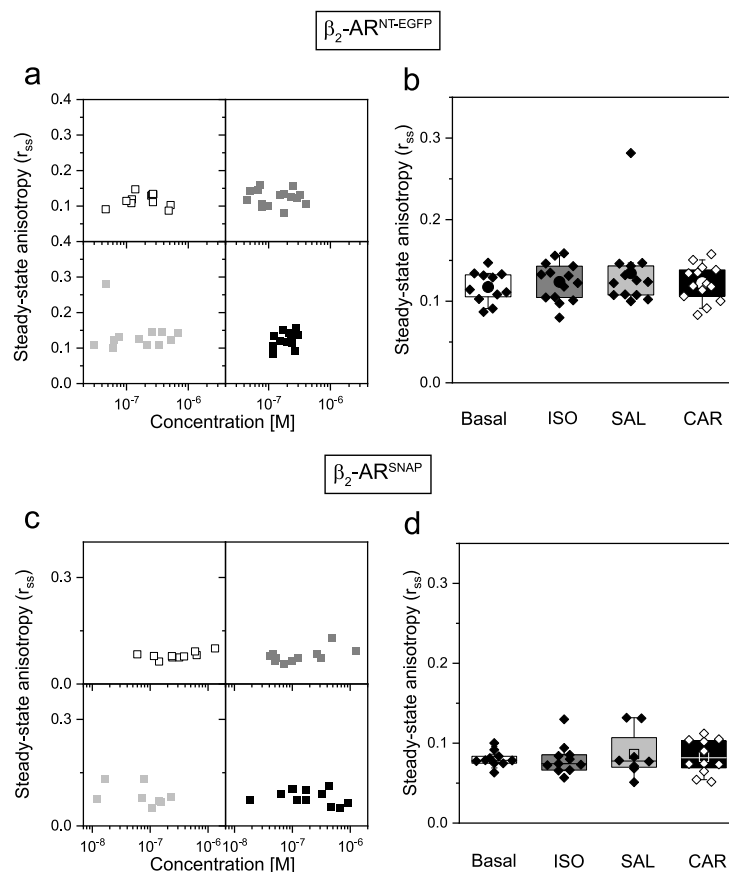 β₂-AR^NT-EGFP
a
b
Steady-state anisotropy (rₛₛ)
0.4
0.3
0.2
0.1
0.4
0.3
0.2
0.1
0.0
10⁻⁷ 10⁻⁶ 10⁻⁷ 10⁻⁶
Concentration [M]
Steady-state anisotropy (rₛₛ)
0.3
0.2
0.1
0.0
Basal ISO SAL CAR
β₂-AR^SNAP
c
d
Steady-state anisotropy (rₛₛ)
0.3
0.0
0.3
0.0
10⁻⁸ 10⁻⁷ 10⁻⁶ 10⁻⁸ 10⁻⁷ 10⁻⁶
Concentration [M]
Steady-state anisotropy (rₛₛ)
0.3
0.2
0.1
0.0
Basal ISO SAL CAR